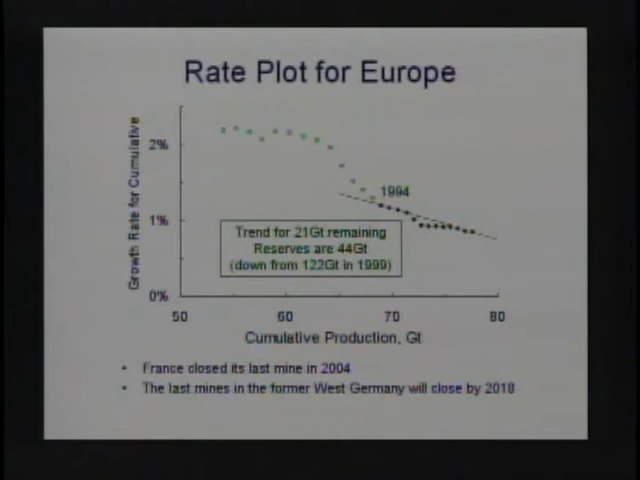 Rate Plot for Europe
Growth Rate for Cumulative
2%
1%
0%
1994
Trend for 21Gt remaining
Reserves are 44Gt
(down from 122Gt in 1999)
50 60 70 80
Cumulative Production, Gt
• France closed its last mine in 2004
• The last mines in the former West Germany will close by 2018